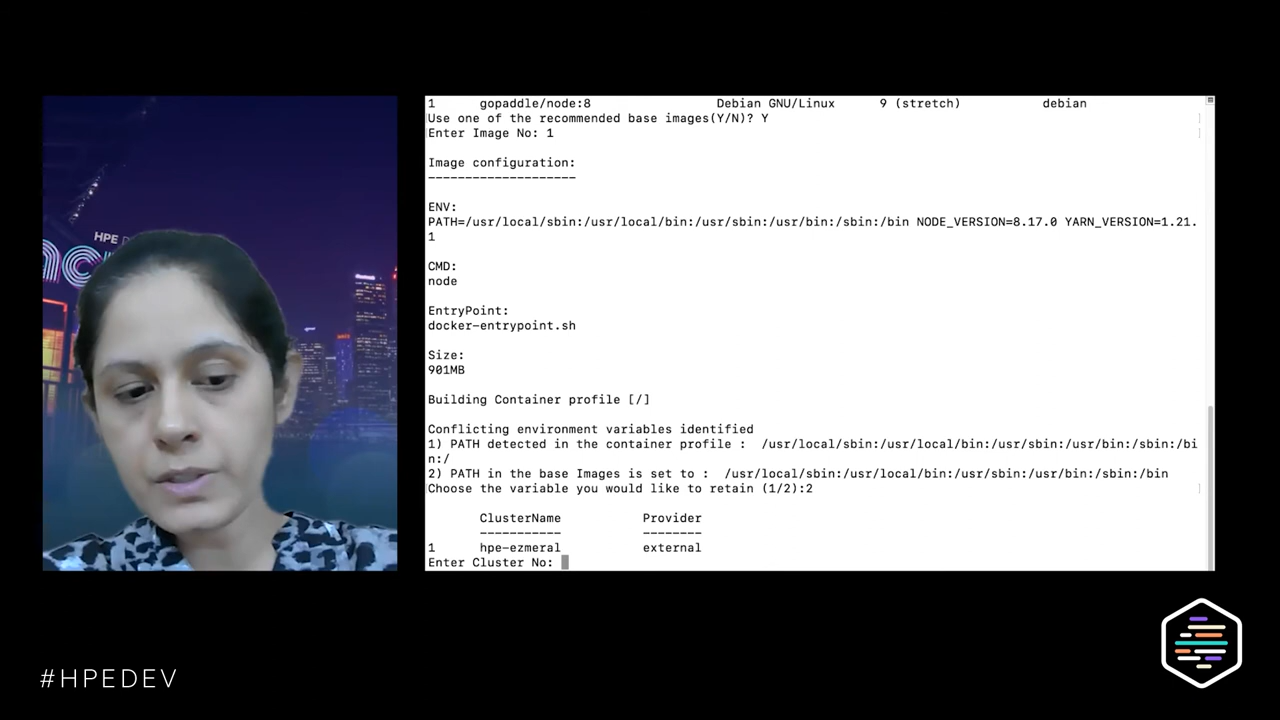 HPE D
1 gopaddle/node:8 Debian GNU/Linux 9 (stretch) debian
Use one of the recommended base images(Y/N)? Y
Enter Image No: 1
Image configuration:
--------------------
ENV:
PATH=/usr/local/sbin:/usr/local/bin:/usr/sbin:/usr/bin:/sbin:/bin NODE_VERSION=8.17.0 YARN_VERSION=1.21.
1
CMD:
node
EntryPoint:
docker-entrypoint.sh
Size:
901MB
Building Container profile [/]
Conflicting environment variables identified
1) PATH detected in the container profile : /usr/local/sbin:/usr/local/bin:/usr/sbin:/usr/bin:/sbin:/bi
n:/
2) PATH in the base Images is set to : /usr/local/sbin:/usr/local/bin:/usr/sbin:/usr/bin:/sbin:/bin
Choose the variable you would like to retain (1/2):2
ClusterName Provider
----------- --------
1 hpe-ezmeral external
Enter Cluster No:
#HPEDEV